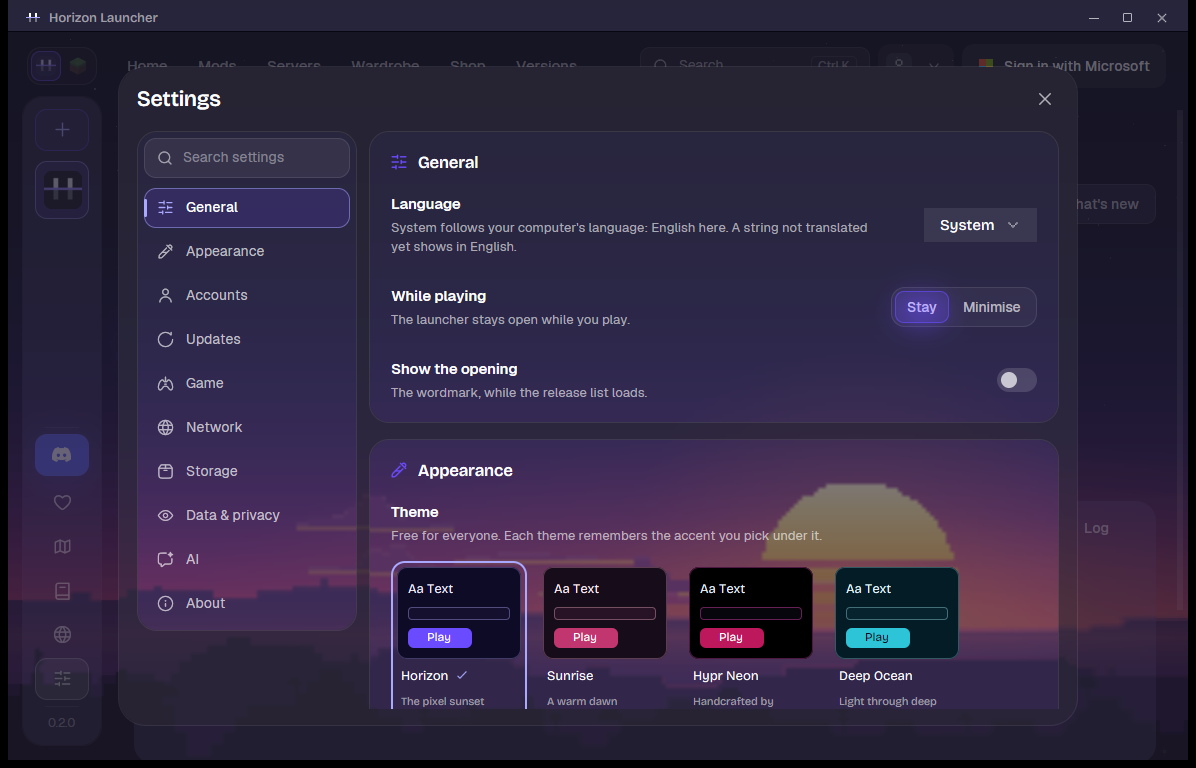 Horizon Launcher
Home
Mods
Servers
Wardrobe
Shop
Versions
Search
Ctrl K
Sign in with Microsoft
Settings
Search settings
General
Appearance
Accounts
Updates
Game
Network
Storage
Data & privacy
AI
About
General
Language
System follows your computer's language: English here. A string not translated
yet shows in English.
System
While playing
The launcher stays open while you play.
Stay
Minimise
Show the opening
The wordmark, while the release list loads.
Appearance
Theme
Free for everyone. Each theme remembers the accent you pick under it.
Aa Text
Play
Horizon
The pixel sunset
Aa Text
Play
Sunrise
A warm dawn
Aa Text
Play
Hypr Neon
Handcrafted by
Aa Text
Play
Deep Ocean
Light through deep
hat's new
Log
0.2.0